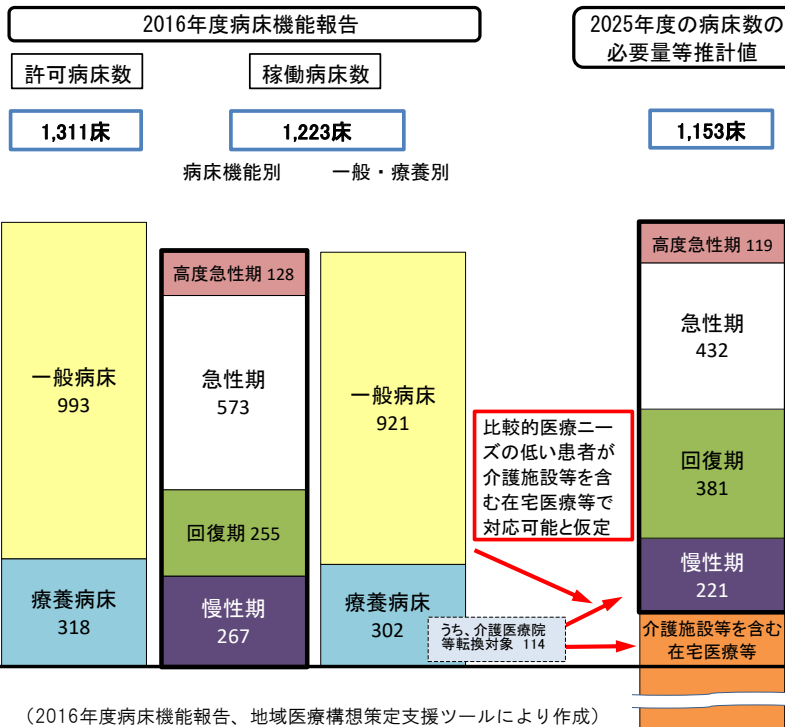 2016年度病床機能報告
2025年度の病床数の
必要量等推計値
許可病床数
稼働病床数
1,311床
1,223床
1,153床
病床機能別
一般・療養別
一般病床
993
療養病床
318
高度急性期 128
急性期
573
回復期 255
慢性期
267
一般病床
921
療養病床
302
比較的医療ニー
ズの低い患者が
介護施設等を含
む在宅医療等で
対応可能と仮定
うち、介護医療院
等転換対象 114
高度急性期 119
急性期
432
回復期
381
慢性期
221
介護施設等を含む
在宅医療等
（2016年度病床機能報告、地域医療構想策定支援ツールにより作成）